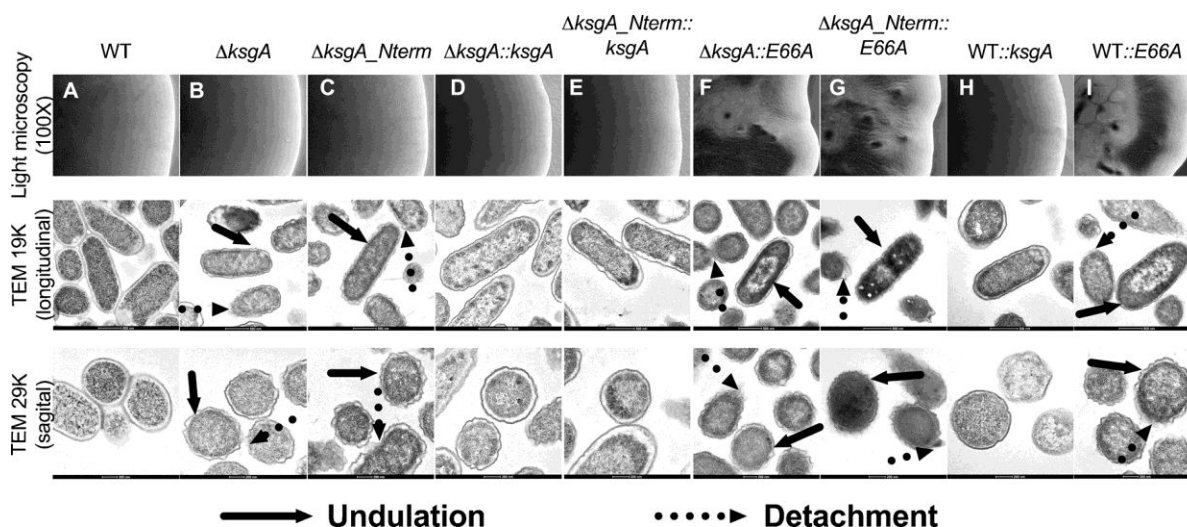 WT
ΔksgA
ΔksgA_Nterm
ΔksgA::ksgA
ΔksgA_Nterm::
ksgA
ΔksgA::E66A
ΔksgA_Nterm::
E66A
WT::ksgA
WT::E66A
Light microscopy
(100X)
A
B
C
D
E
F
G
H
I
TEM 19K
(longitudinal)
TEM 29K
(sagital)
Undulation
Detachment